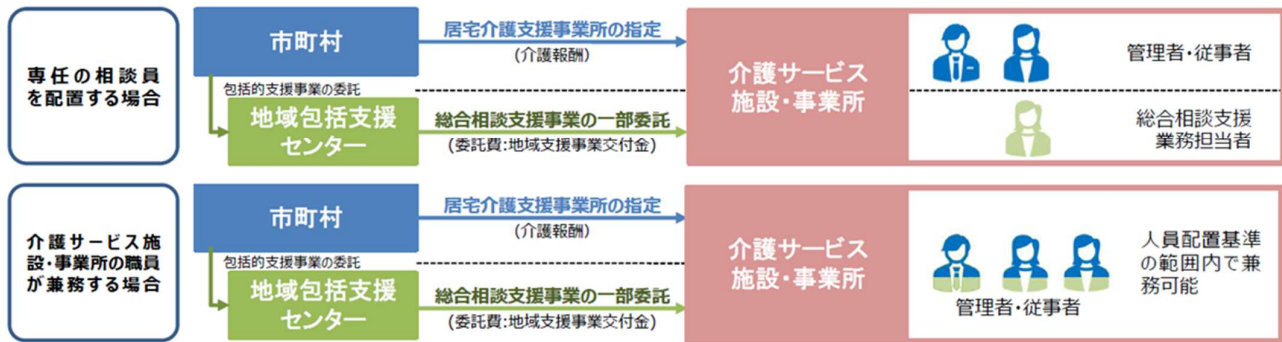 専任の相談員
を配置する場合
市町村
居宅介護支援事業所の指定
(介護報酬)
包括的支援事業の委託
地域包括支援
センター
総合相談支援事業の一部委託
(委託費:地域支援事業交付金)
介護サービス
施設・事業所
管理者・従事者
総合相談支援
業務担当者
介護サービス施
設・事業所の職員
が兼務する場合
市町村
居宅介護支援事業所の指定
(介護報酬)
包括的支援事業の委託
地域包括支援
センター
総合相談支援事業の一部委託
(委託費:地域支援事業交付金)
介護サービス
施設・事業所
管理者・従事者
人員配置基準
の範囲内で兼
務可能